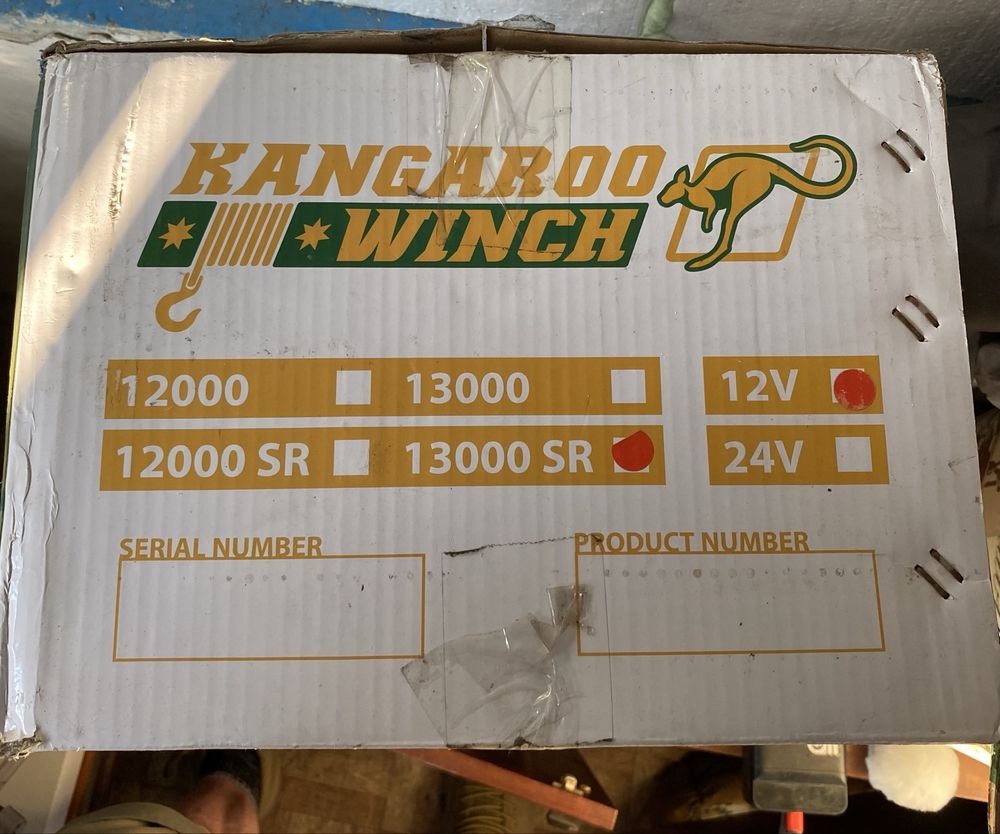 KANGAROO
WINCH
12000 13000 12V
12000 SR 13000 SR 24V
SERIAL NUMBER PRODUCT NUMBER